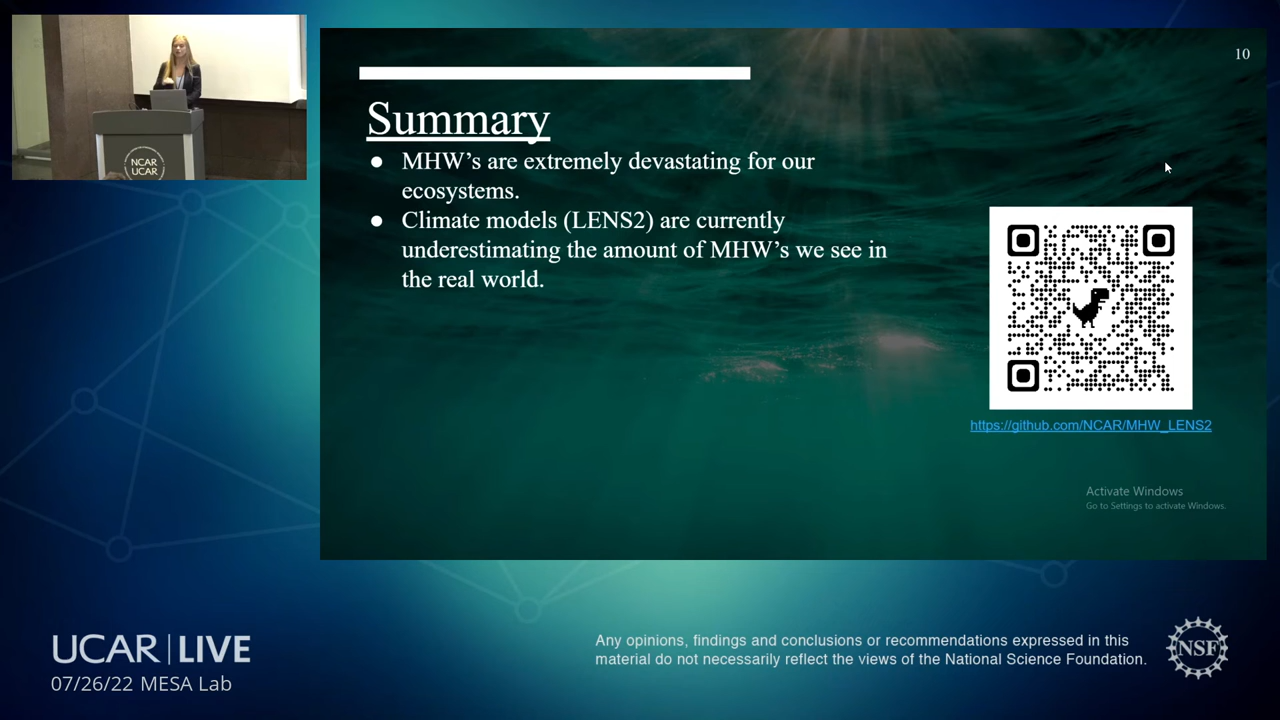 NCAR
UCAR
10
Summary
● MHW's are extremely devastating for our
ecosystems.
● Climate models (LENS2) are currently
underestimating the amount of MHW's we see in
the real world.
https://github.com/NCAR/MHW_LENS2
Activate Windows
Go to Settings to activate Windows.
UCAR | LIVE
07/26/22 MESA Lab
Any opinions, findings and conclusions or recommendations expressed in this
material do not necessarily reflect the views of the National Science Foundation.
NSF